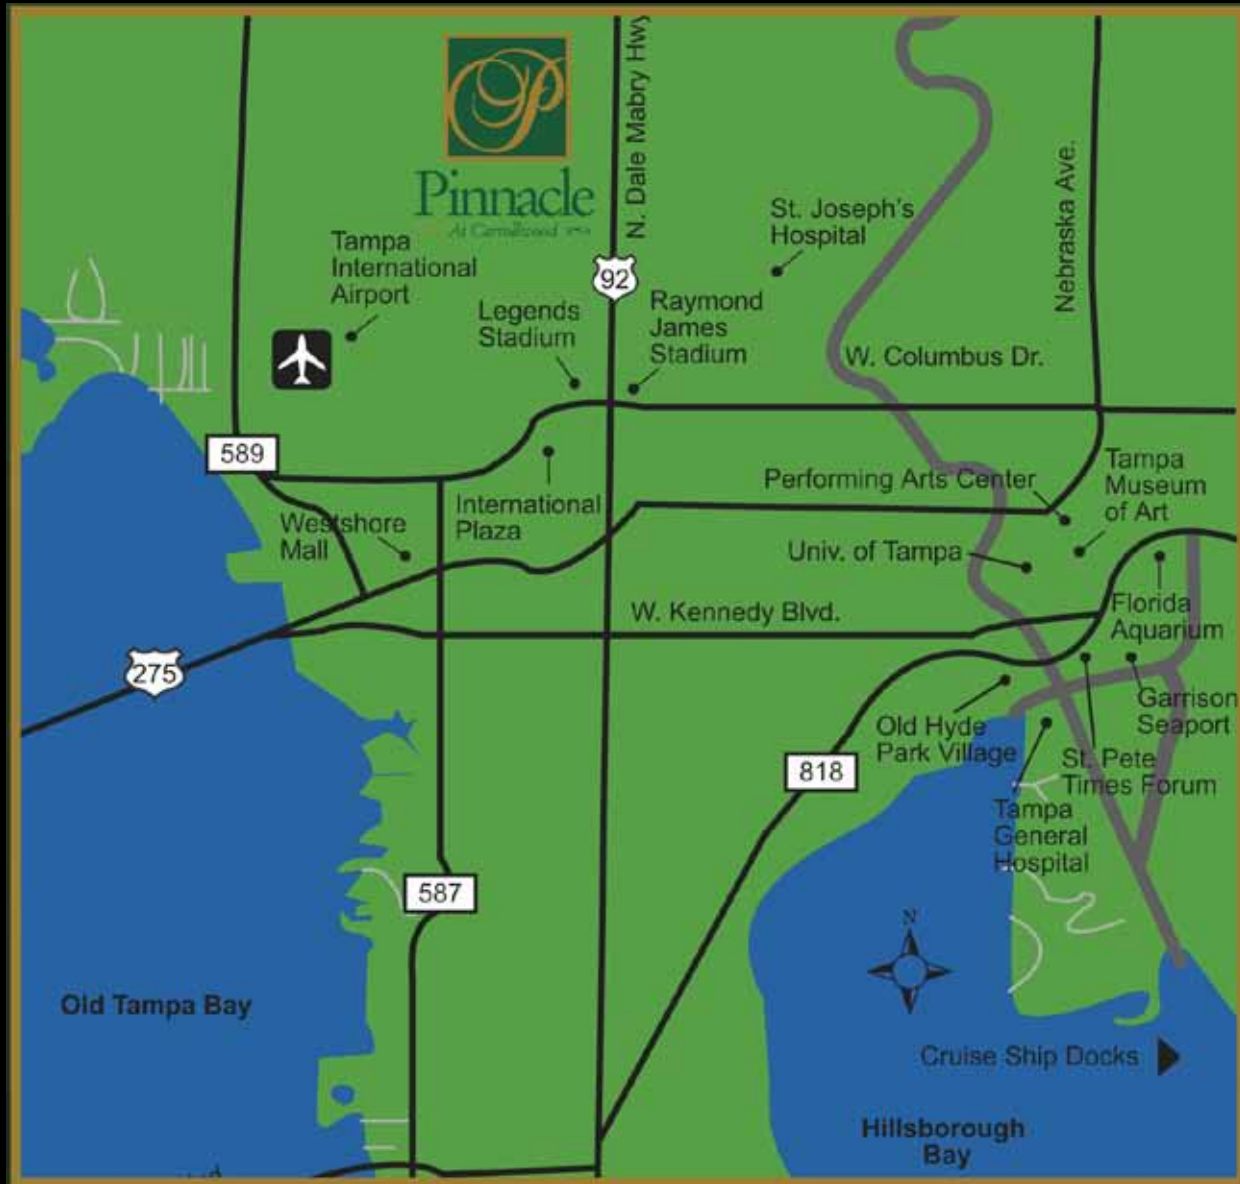 N. Dale Mabry Hwy
P
Pinnacle
At Carrollwood
Tampa
International
Airport
St. Joseph's
Hospital
Nebraska Ave.
92
Legends
Stadium
Raymond
James
Stadium
W. Columbus Dr.
589
Westshore
Mall
International
Plaza
Performing Arts Center
Tampa
Museum
of Art
Univ. of Tampa
W. Kennedy Blvd.
Florida
Aquarium
275
Garrison
Seaport
Old Hyde
Park Village
St. Pete
Times Forum
818
Tampa
General
Hospital
587
N
Old Tampa Bay
Cruise Ship Docks
Hillsborough
Bay